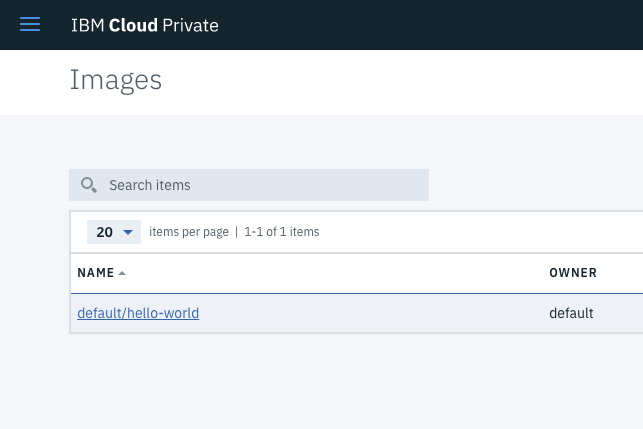 IBM Cloud Private
Images
Search items
20 items per page | 1-1 of 1 items
NAME OWNER
default/hello-world default